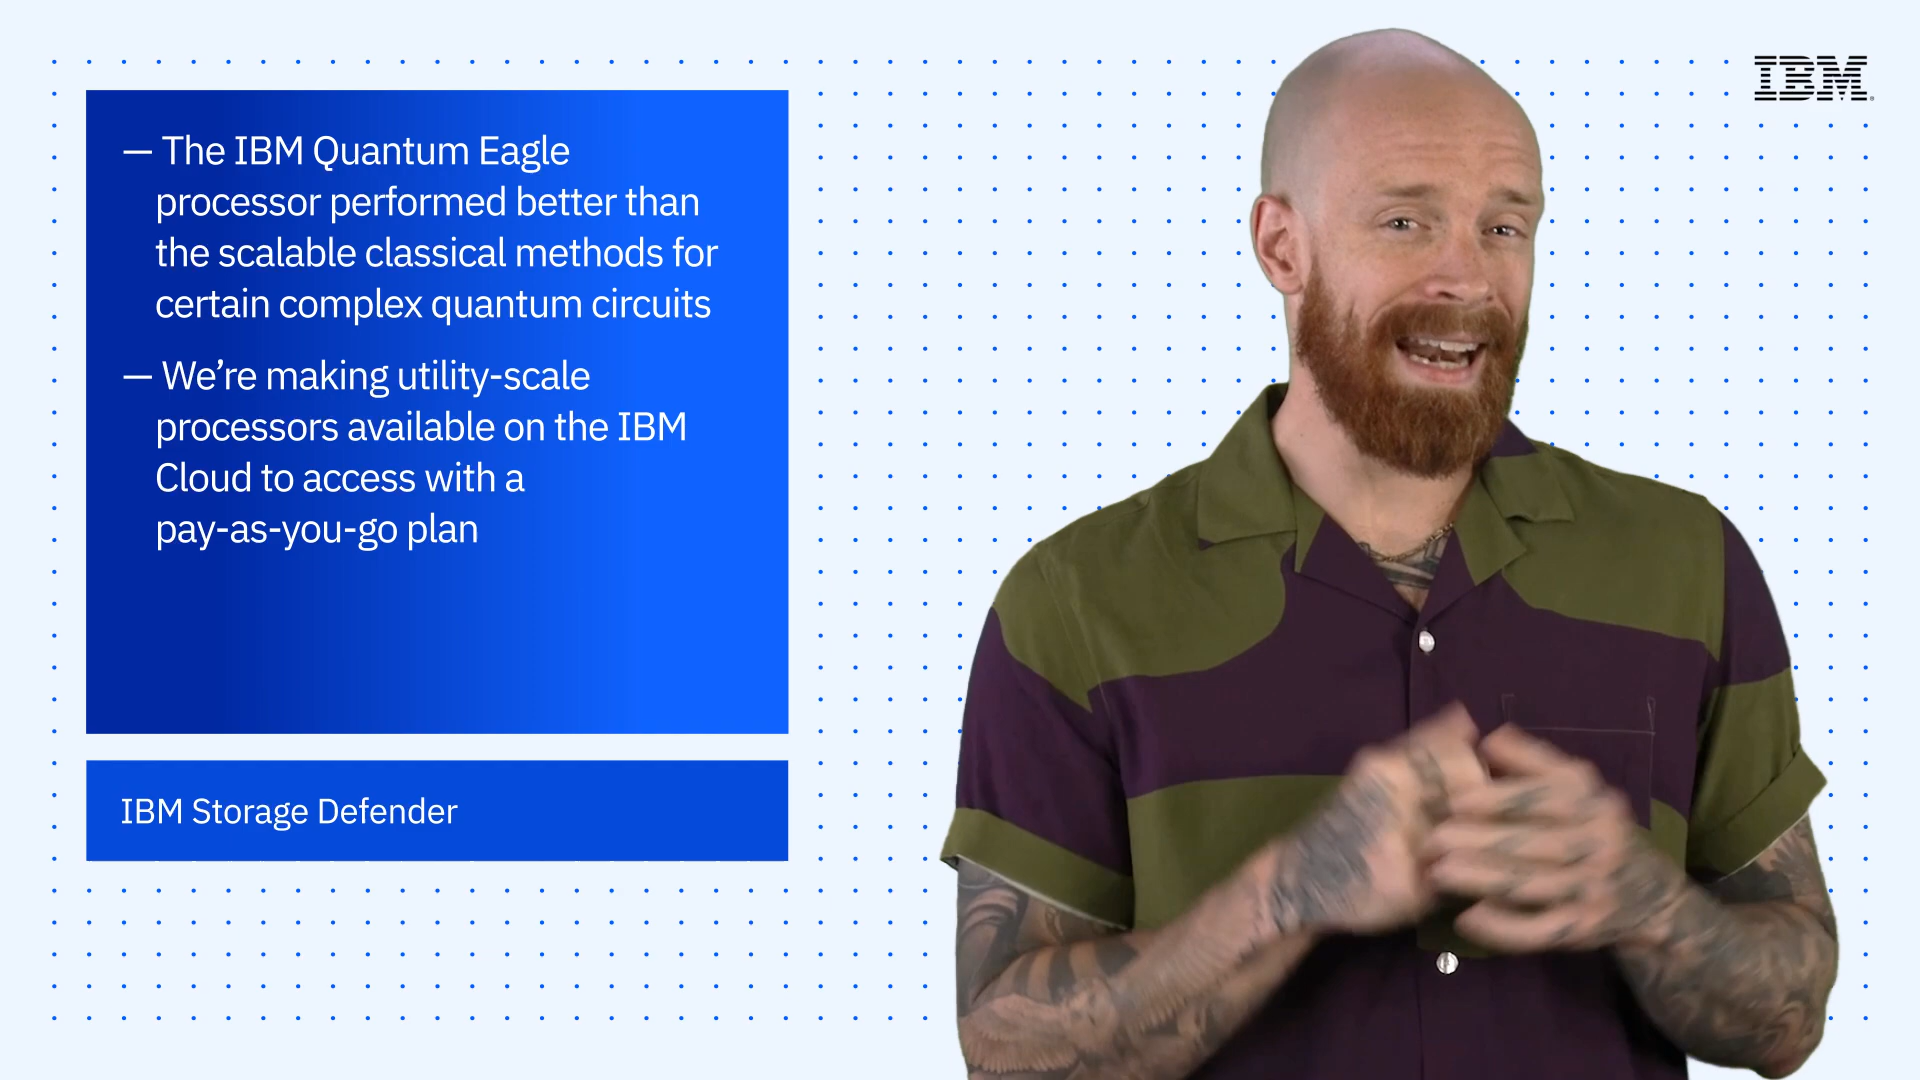 IBM
— The IBM Quantum Eagle
processor performed better than
the scalable classical methods for
certain complex quantum circuits
— We’re making utility-scale
processors available on the IBM
Cloud to access with a
pay-as-you-go plan
IBM Storage Defender